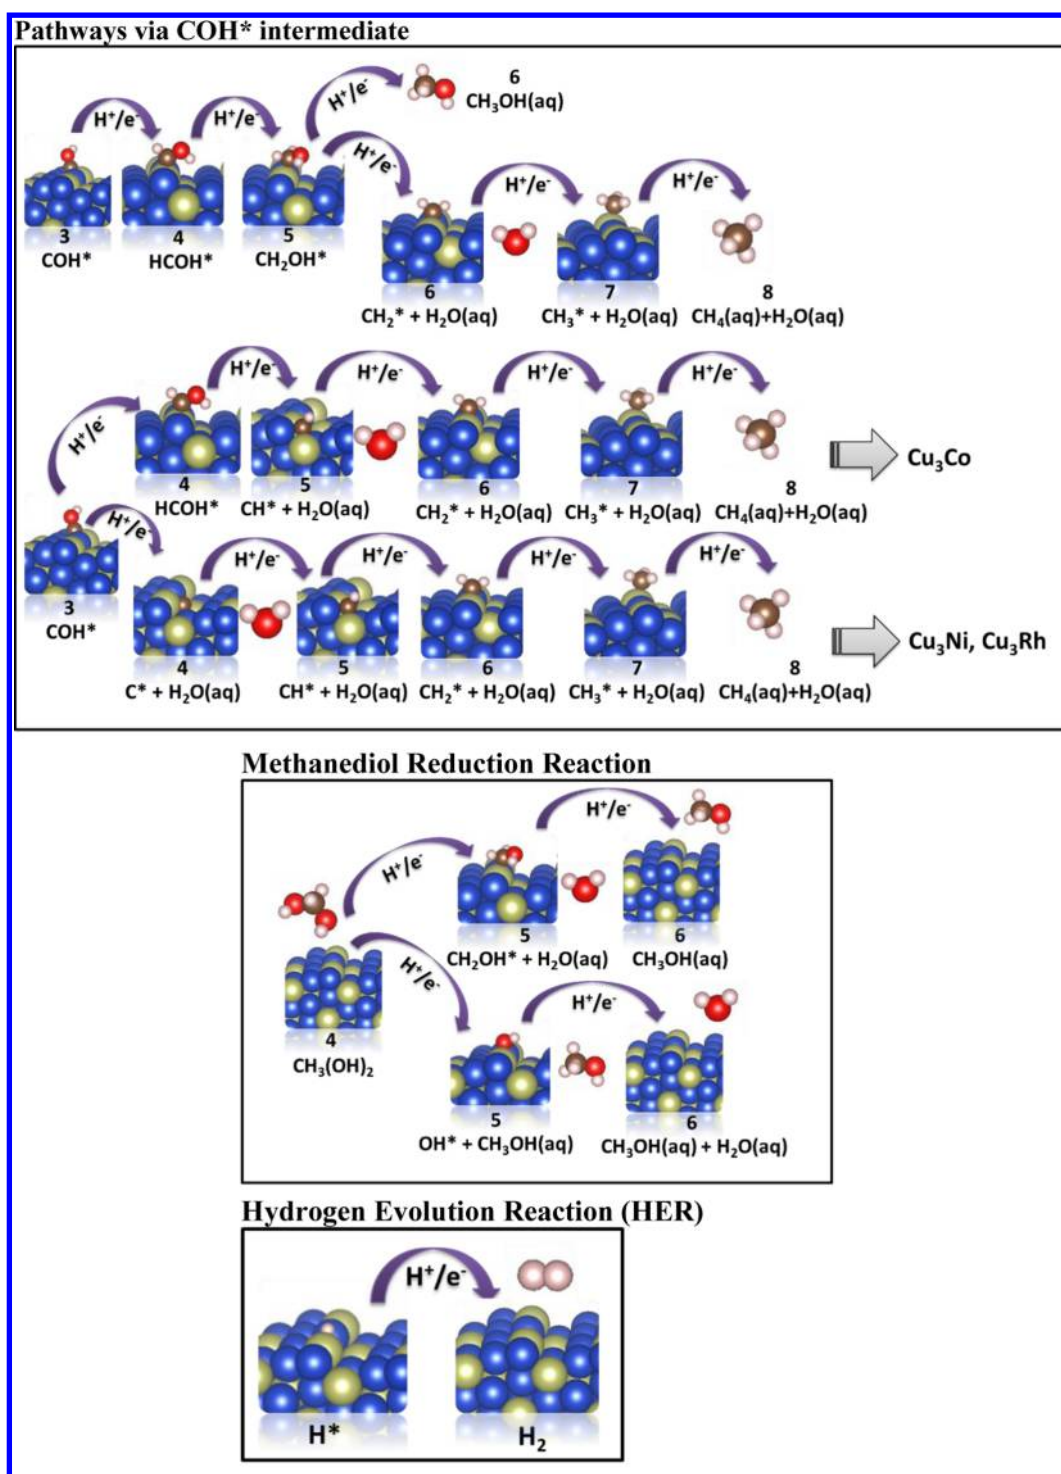 Pathways via COH* intermediate
H⁺/e⁻
H⁺/e⁻
H⁺/e⁻
6
CH₃OH(aq)
H⁺/e⁻
H⁺/e⁻
H⁺/e⁻
3
COH*
4
HCOH*
5
CH₂OH*
6
CH₂* + H₂O(aq)
7
CH₃* + H₂O(aq)
8
CH₄(aq)+H₂O(aq)
H⁺/e⁻
H⁺/e⁻
H⁺/e⁻
H⁺/e⁻
H⁺/e⁻
4
HCOH*
5
CH* + H₂O(aq)
6
CH₂* + H₂O(aq)
7
CH₃* + H₂O(aq)
8
CH₄(aq)+H₂O(aq)
Cu₃Co
3
COH*
H⁺/e⁻
H⁺/e⁻
H⁺/e⁻
H⁺/e⁻
H⁺/e⁻
4
C* + H₂O(aq)
5
CH* + H₂O(aq)
6
CH₂* + H₂O(aq)
7
CH₃* + H₂O(aq)
8
CH₄(aq)+H₂O(aq)
Cu₃Ni, Cu₃Rh
Methanediol Reduction Reaction
H⁺/e⁻
H⁺/e⁻
5
CH₂OH* + H₂O(aq)
6
CH₃OH(aq)
4
CH₃(OH)₂
H⁺/e⁻
H⁺/e⁻
5
OH* + CH₃OH(aq)
6
CH₃OH(aq) + H₂O(aq)
Hydrogen Evolution Reaction (HER)
H⁺/e⁻
H*
H₂